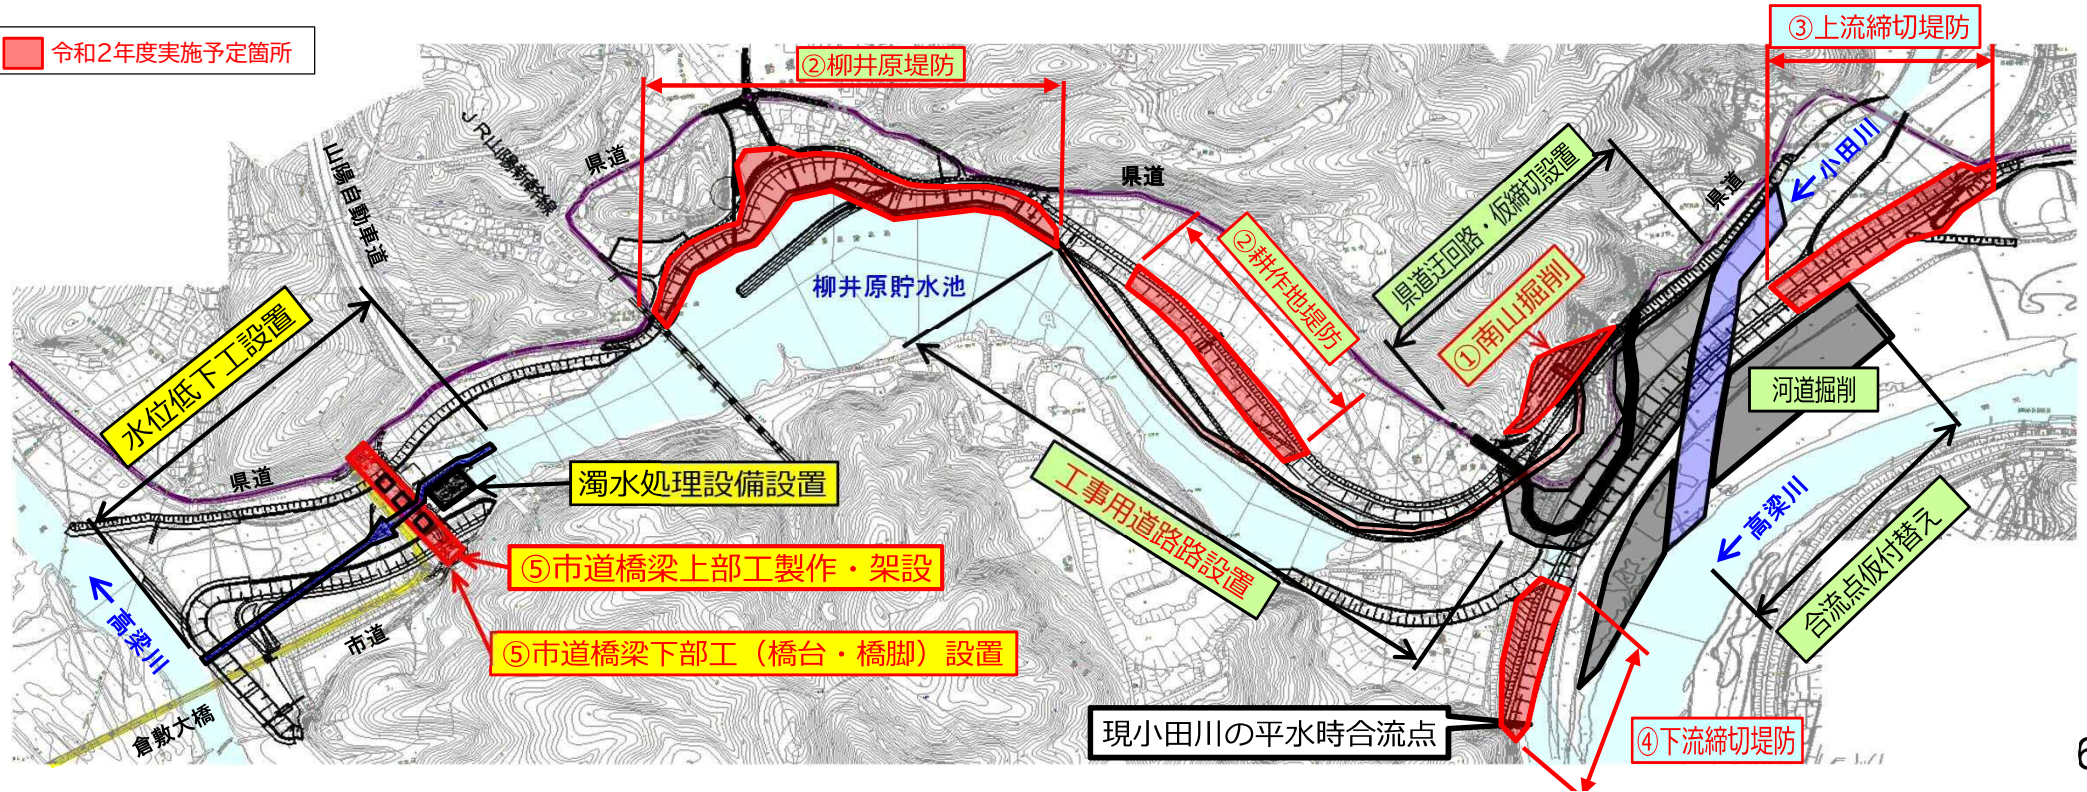 令和2年度実施予定箇所
③上流締切堤防
②柳井原堤防
JR山陽新幹線
山陽自動車道
県道
県道
県道
小田川
県道迂回路・仮締切設置
②耕作地堤防
①南山掘削
柳井原貯水池
水位低下工設置
河道掘削
県道
濁水処理設備設置
工事用道路路設置
高梁川
合流点仮付替え
⑤市道橋梁上部工製作・架設
高梁川
市道
⑤市道橋梁下部工（橋台・橋脚）設置
倉敷大橋
現小田川の平水時合流点
④下流締切堤防
6